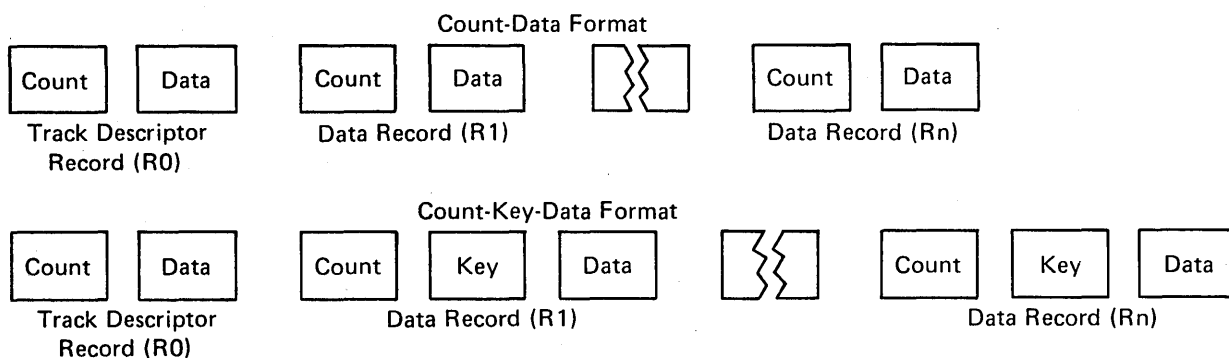 Count-Data Format
Count Data Count Data Count Data
Track Descriptor
Record (R0)
Data Record (R1)
Data Record (Rn)
Count-Key-Data Format
Count Data Count Key Data Count Key Data
Track Descriptor
Record (R0)
Data Record (R1)
Data Record (Rn)